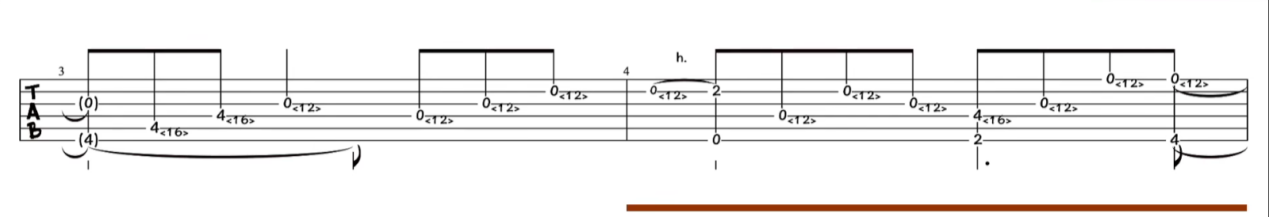 h.
3 4
0<12> 0<12>
T 0<12> 0<12> 2 0<12>
(0) 0<12> 0<12> 0<12> 0<12>
A 4<16> 0<12> 0<12> 4<16>
B 4<16>
(4) 0 2 4